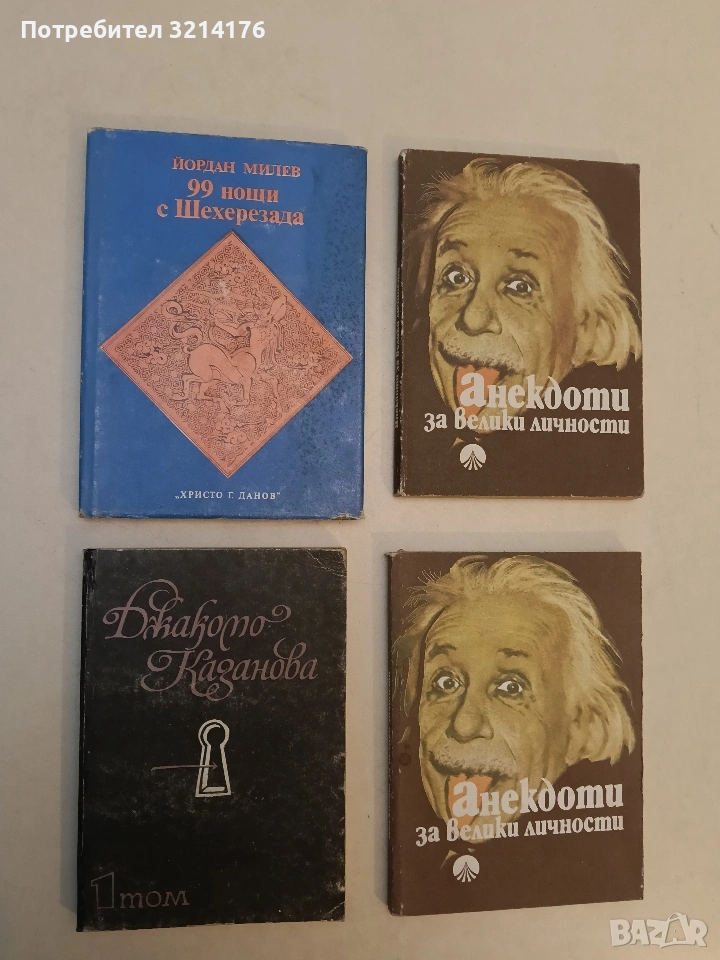 Потребител 3214176
ЙОРДАН МИЛЕВ
99 нощи
с Шехерезада
„ХРИСТО Г. ДАНОВ"
Анекдоти
за велики личности
Джакомо
Казанова
1 том
Анекдоти
за велики личности
BAZAR